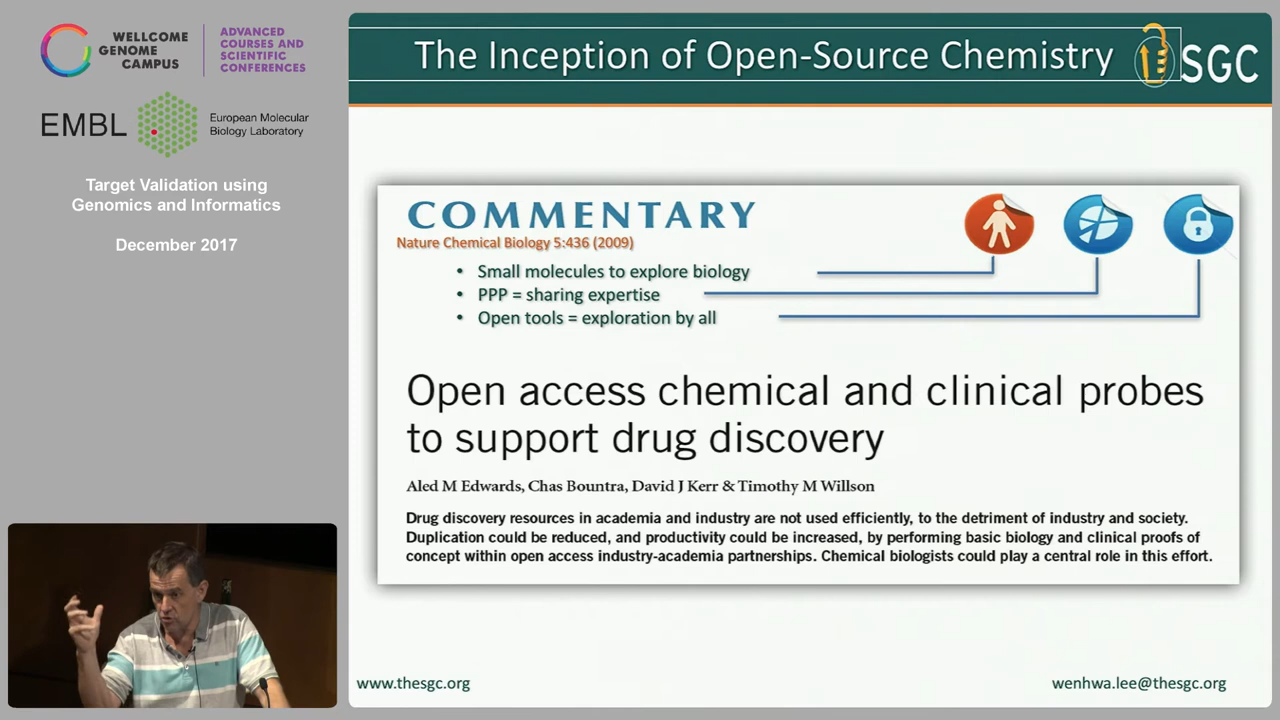 WELLCOME
GENOME
CAMPUS
ADVANCED
COURSES AND
SCIENTIFIC
CONFERENCES
EMBL
European Molecular
Biology Laboratory
Target Validation using
Genomics and Informatics
December 2017
The Inception of Open-Source Chemistry
SGC
COMMENTARY
Nature Chemical Biology 5:436 (2009)
• Small molecules to explore biology
• PPP = sharing expertise
• Open tools = exploration by all
Open access chemical and clinical probes
to support drug discovery
Aled M Edwards, Chas Bountra, David J Kerr & Timothy M Willson
Drug discovery resources in academia and industry are not used efficiently, to the detriment of industry and society.
Duplication could be reduced, and productivity could be increased, by performing basic biology and clinical proofs of
concept within open access industry-academia partnerships. Chemical biologists could play a central role in this effort.
www.thesgc.org
wenhwa.lee@thesgc.org